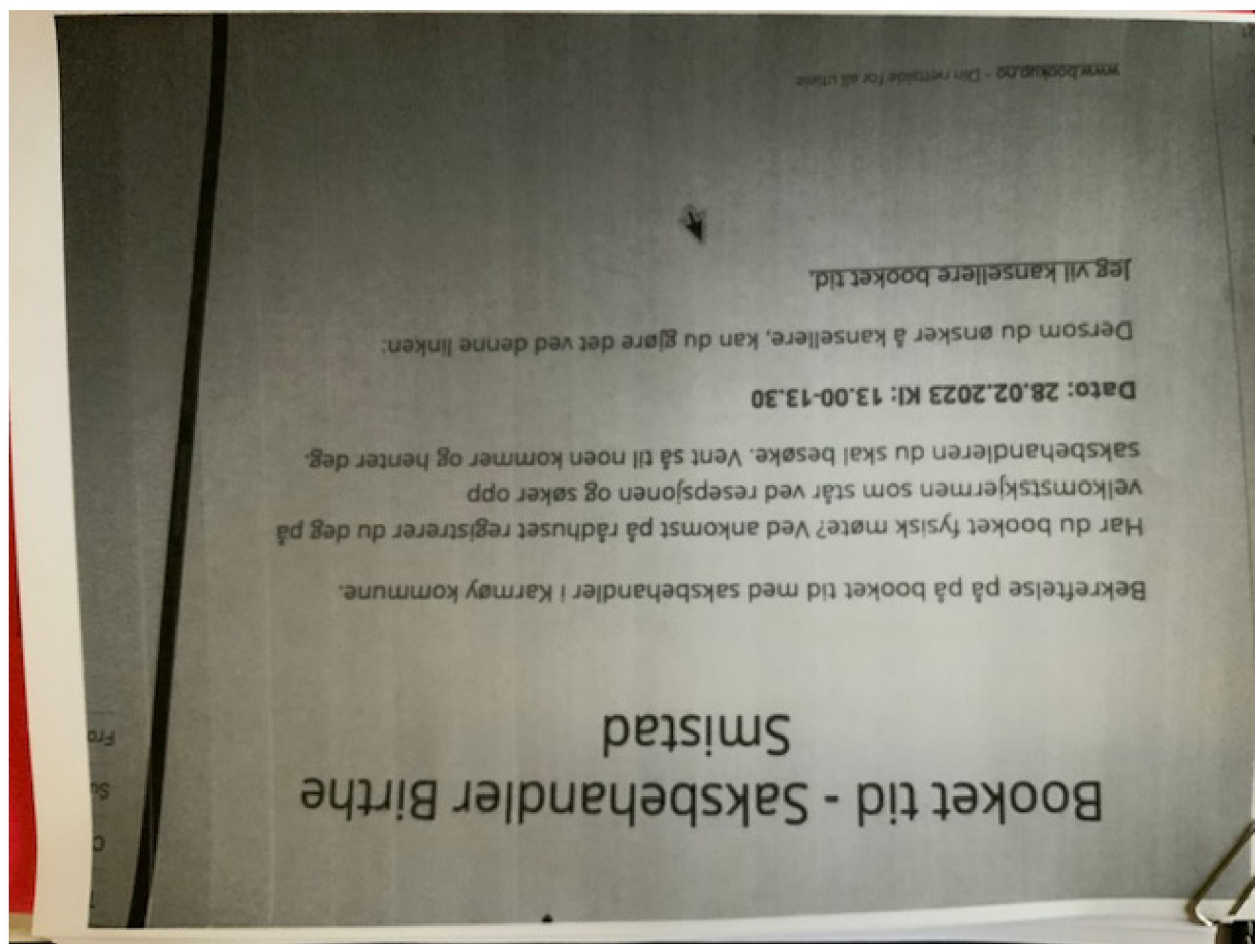 Booket tid - Saksbehandler Birthe
Smistad
Bekreftelse på på booket tid med saksbehandler i Karmøy kommune.
Har du booket fysisk møte? Ved ankomst på rådhuset registrerer du deg på
velkomstskjermen som står ved resepsjonen og søker opp
saksbehandleren du skal besøke. Vent så til noen kommer og henter deg.
Dato: 28.02.2023 Kl: 13.00-13.30
Dersom du ønsker å kansellere, kan du gjøre det ved denne linken:
Jeg vil kansellere booket tid.
www.bookup.no - Din nettside for all utleie
Fro